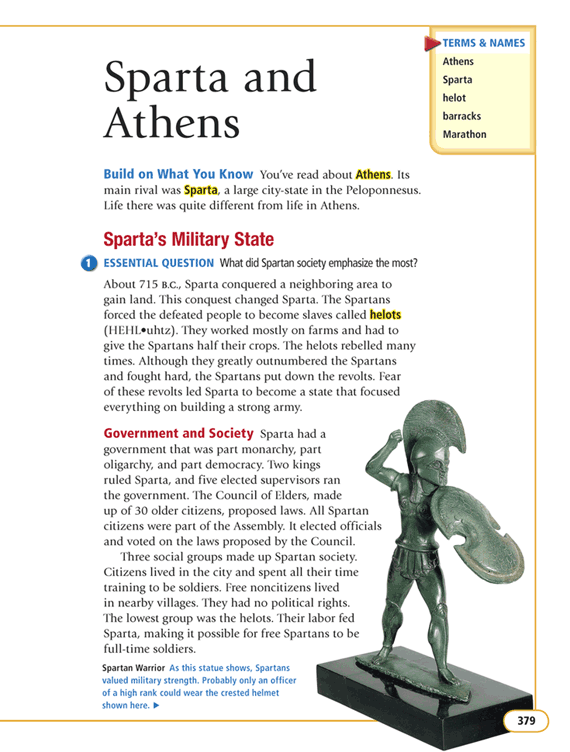 Sparta and
Athens
TERMS & NAMES
Athens
Sparta
helot
barracks
Marathon
Build on What You Know You've read about Athens. Its
main rival was Sparta, a large city-state in the Peloponnesus.
Life there was quite different from life in Athens.
Sparta's Military State
1 ESSENTIAL QUESTION What did Spartan society emphasize the most?
About 715 B.C., Sparta conquered a neighboring area to
gain land. This conquest changed Sparta. The Spartans
forced the defeated people to become slaves called helots
(HEHL•uhtz). They worked mostly on farms and had to
give the Spartans half their crops. The helots rebelled many
times. Although they greatly outnumbered the Spartans
and fought hard, the Spartans put down the revolts. Fear
of these revolts led Sparta to become a state that focused
everything on building a strong army.
Government and Society Sparta had a
government that was part monarchy, part
oligarchy, and part democracy. Two kings
ruled Sparta, and five elected supervisors ran
the government. The Council of Elders, made
up of 30 older citizens, proposed laws. All Spartan
citizens were part of the Assembly. It elected officials
and voted on the laws proposed by the Council.
Three social groups made up Spartan society.
Citizens lived in the city and spent all their time
training to be soldiers. Free noncitizens lived
in nearby villages. They had no political rights.
The lowest group was the helots. Their labor fed
Sparta, making it possible for free Spartans to be
full-time soldiers.
Spartan Warrior As this statue shows, Spartans
valued military strength. Probably only an officer
of a high rank could wear the crested helmet
shown here. ►
379